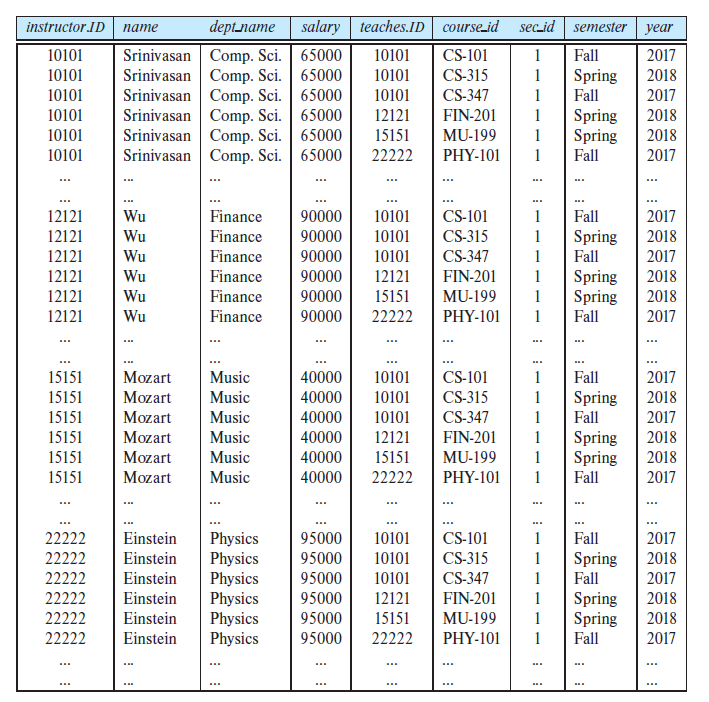 instructor.ID name dept_name salary teaches.ID course_id sec_id semester year
10101 Srinivasan Comp. Sci. 65000 10101 CS-101 1 Fall 2017
10101 Srinivasan Comp. Sci. 65000 10101 CS-315 1 Spring 2018
10101 Srinivasan Comp. Sci. 65000 10101 CS-347 1 Fall 2017
10101 Srinivasan Comp. Sci. 65000 12121 FIN-201 1 Spring 2018
10101 Srinivasan Comp. Sci. 65000 15151 MU-199 1 Spring 2018
10101 Srinivasan Comp. Sci. 65000 22222 PHY-101 1 Fall 2017
... ... ... ... ... ... ... ... ...
... ... ... ... ... ... ... ... ...
12121 Wu Finance 90000 10101 CS-101 1 Fall 2017
12121 Wu Finance 90000 10101 CS-315 1 Spring 2018
12121 Wu Finance 90000 10101 CS-347 1 Fall 2017
12121 Wu Finance 90000 12121 FIN-201 1 Spring 2018
12121 Wu Finance 90000 15151 MU-199 1 Spring 2018
12121 Wu Finance 90000 22222 PHY-101 1 Fall 2017
... ... ... ... ... ... ... ... ...
... ... ... ... ... ... ... ... ...
15151 Mozart Music 40000 10101 CS-101 1 Fall 2017
15151 Mozart Music 40000 10101 CS-315 1 Spring 2018
15151 Mozart Music 40000 10101 CS-347 1 Fall 2017
15151 Mozart Music 40000 12121 FIN-201 1 Spring 2018
15151 Mozart Music 40000 15151 MU-199 1 Spring 2018
15151 Mozart Music 40000 22222 PHY-101 1 Fall 2017
... ... ... ... ... ... ... ... ...
... ... ... ... ... ... ... ... ...
22222 Einstein Physics 95000 10101 CS-101 1 Fall 2017
22222 Einstein Physics 95000 10101 CS-315 1 Spring 2018
22222 Einstein Physics 95000 10101 CS-347 1 Fall 2017
22222 Einstein Physics 95000 12121 FIN-201 1 Spring 2018
22222 Einstein Physics 95000 15151 MU-199 1 Spring 2018
22222 Einstein Physics 95000 22222 PHY-101 1 Fall 2017
... ... ... ... ... ... ... ... ...
... ... ... ... ... ... ... ... ...